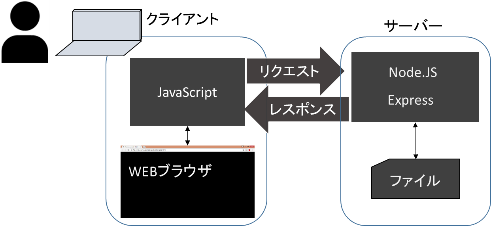 クライアント
サーバー
JavaScript
リクエスト
レスポンス
Node.JS
Express
WEBブラウザ
ファイル